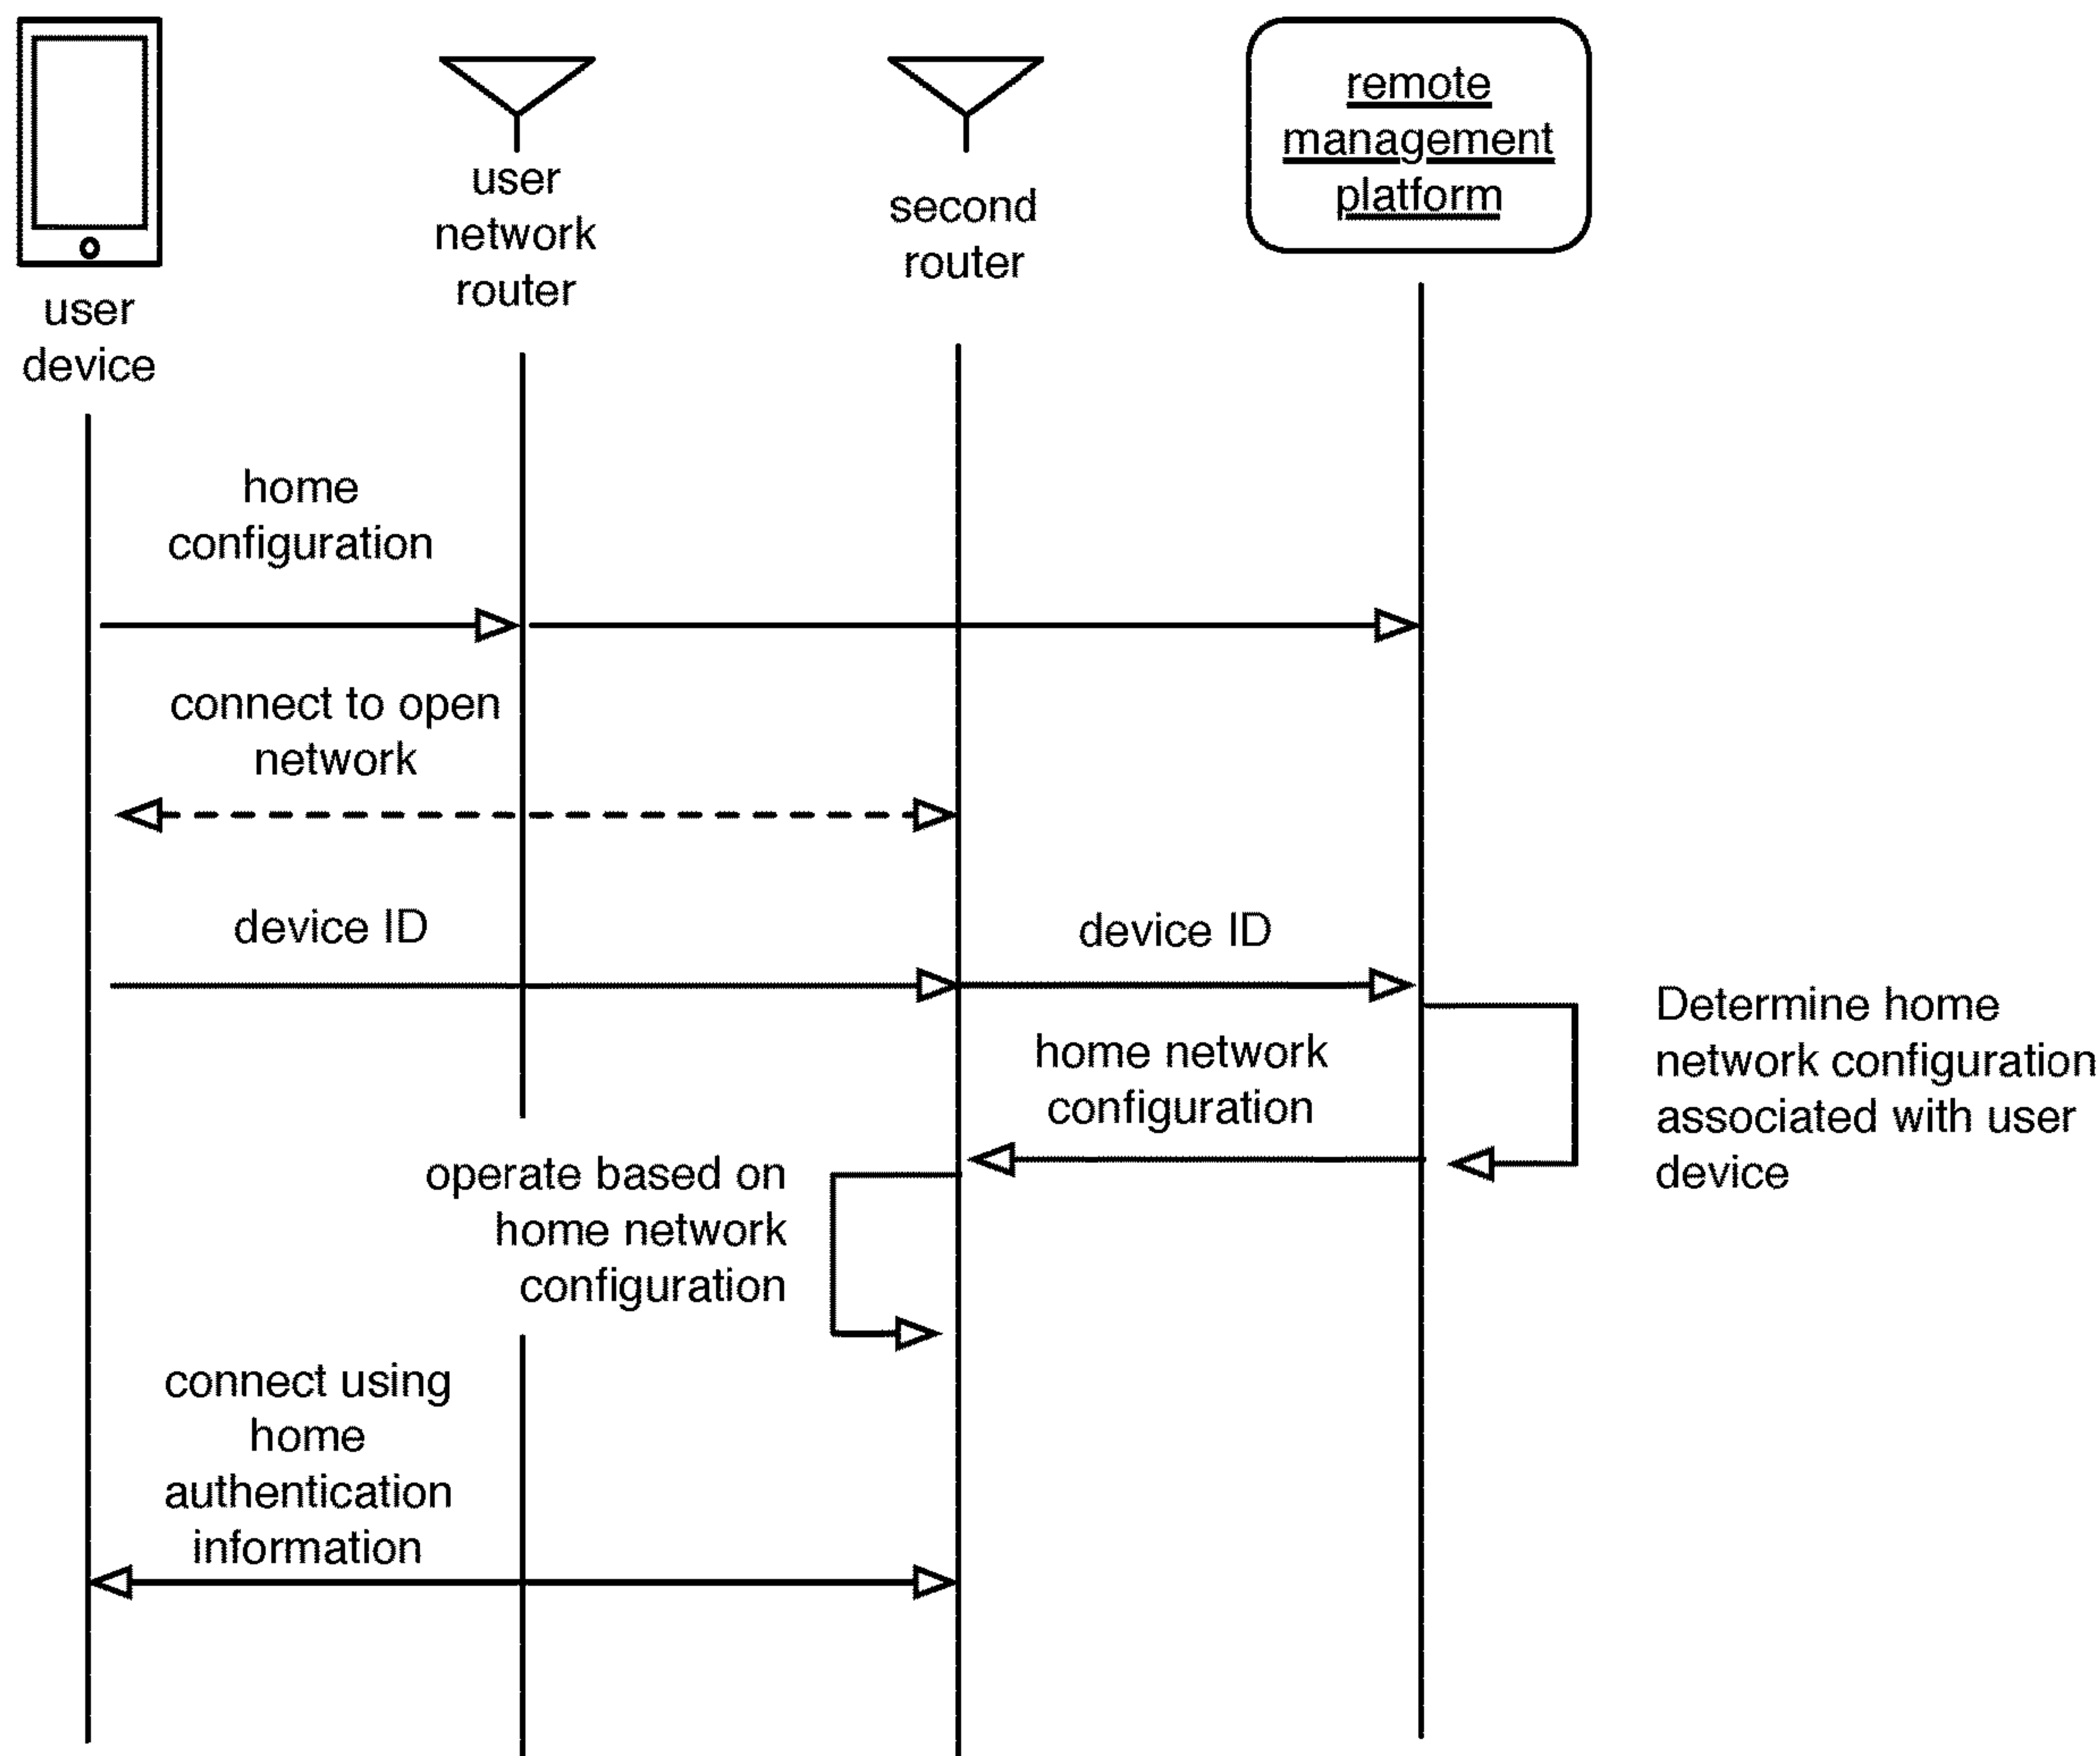 user
device
user
network
router
second
router
remote
management
platform
home
configuration
connect to open
network
device ID
device ID
Determine home
network configuration
associated with user
device
home network
configuration
operate based on
home network
configuration
connect using
home
authentication
information